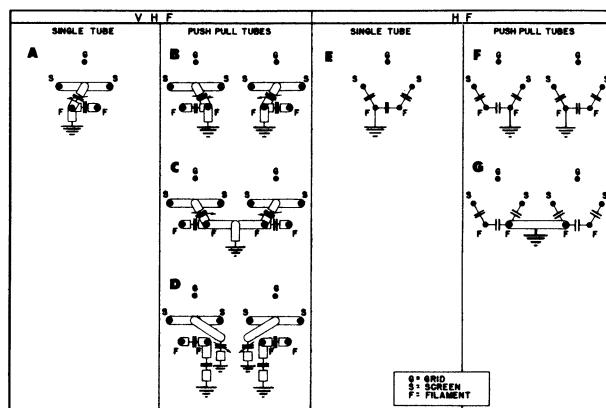 V H F
H F
SINGLE TUBE
PUSH PULL TUBES
SINGLE TUBE
PUSH PULL TUBES
A
G
S S
F F
B
G G
S S S S
F F F F
C
G G
S S S S
F F F F
D
G G
S S S S
F F F F
E
G
S S
F F
F
G G
S S S S
F F F F
G
G G
S S S S
F F F F
G = GRID
S = SCREEN
F = FILAMENT